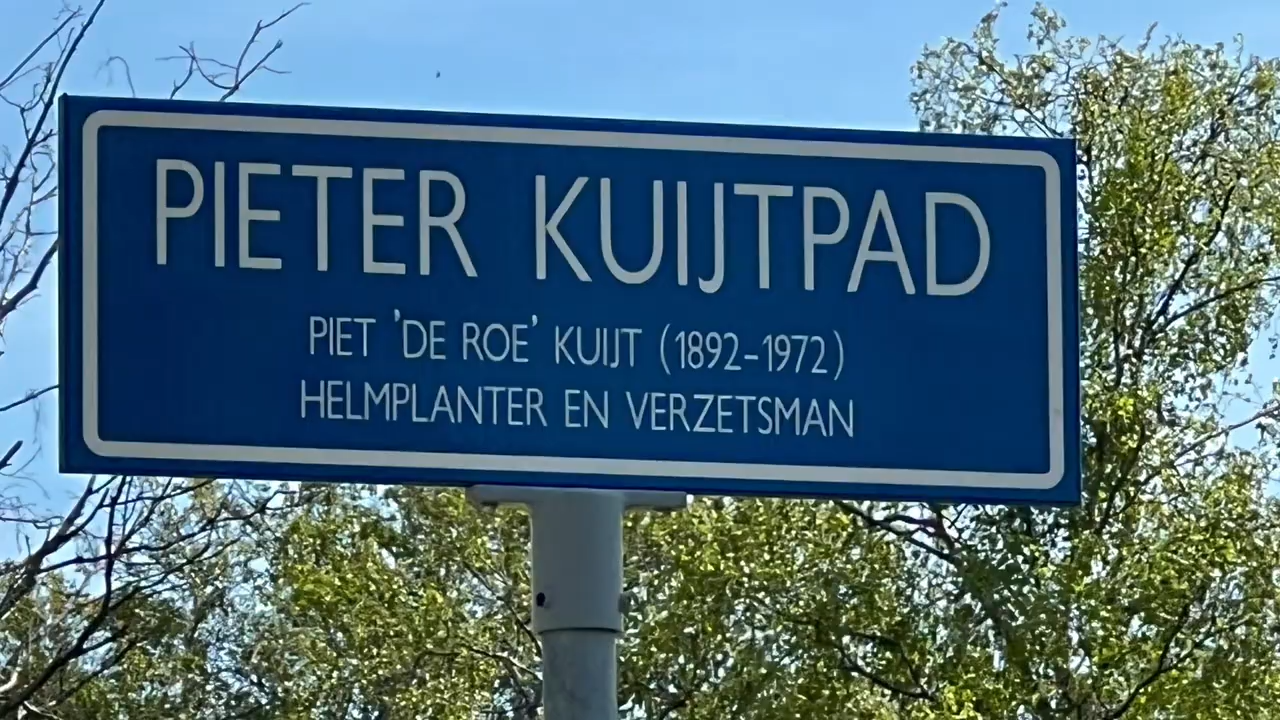 PIETER KUIJTPAD
PIET 'DE ROE' KUIJT (1892-1972)
HELMPLANTER EN VERZETSMAN